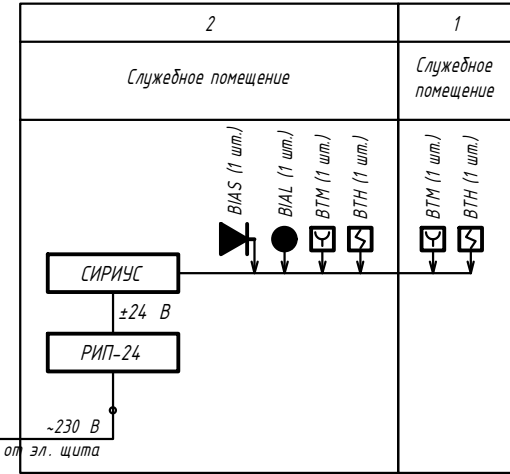 2
1
Служебное помещение
Служебное
помещение
BIAS (1 шт.)
BIAL (1 шт.)
BTM (1 шт.)
BTH (1 шт.)
BTM (1 шт.)
BTH (1 шт.)
СИРИУС
±24 В
РИП-24
~230 В
от эл. щита